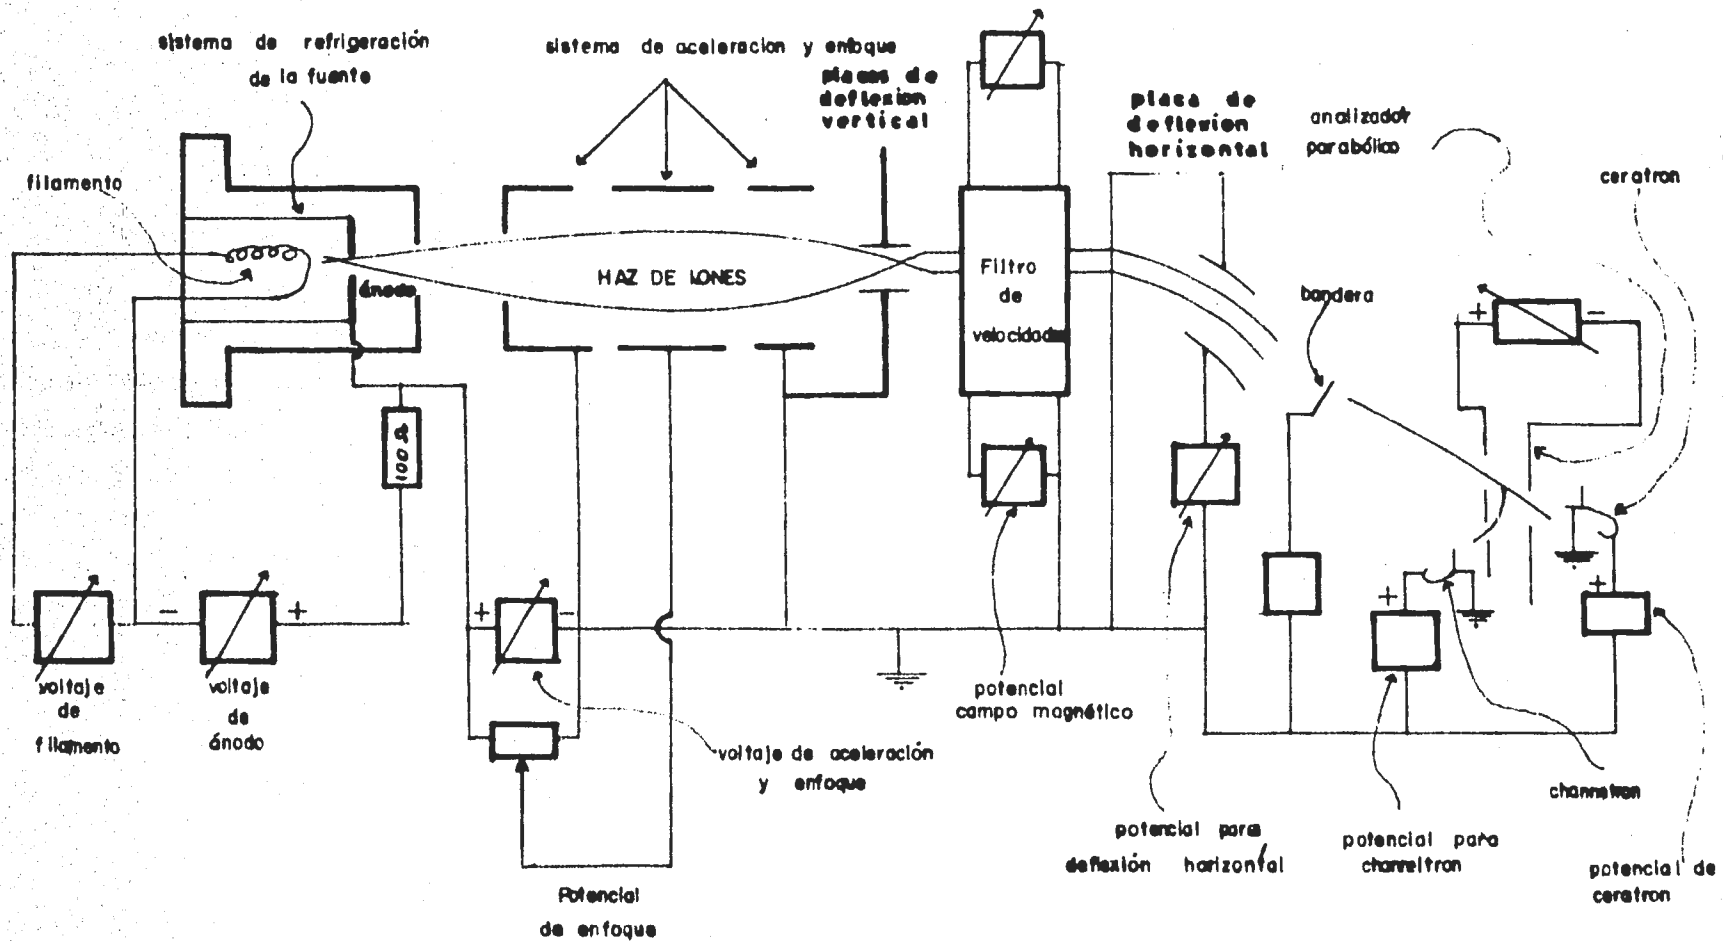 sistema de refrigeración
de la fuente
sistema de aceleracion y enfoque
placas de
deflexion
vertical
placa de
deflexion
horizontal
analizador
parabólico
ceratron
filamento
ánodo
HAZ DE IONES
Filtro
de
velocidades
bandera
+
-
100 Ω
-
+
+
-
+
+
voltaje
de
filamento
voltaje
de
ánodo
potencial
campo magnético
voltaje de aceleración
y enfoque
channeltron
potencial para
deflexión horizontal
potencial para
channeltron
potencial de
ceratron
Potencial
de enfoque